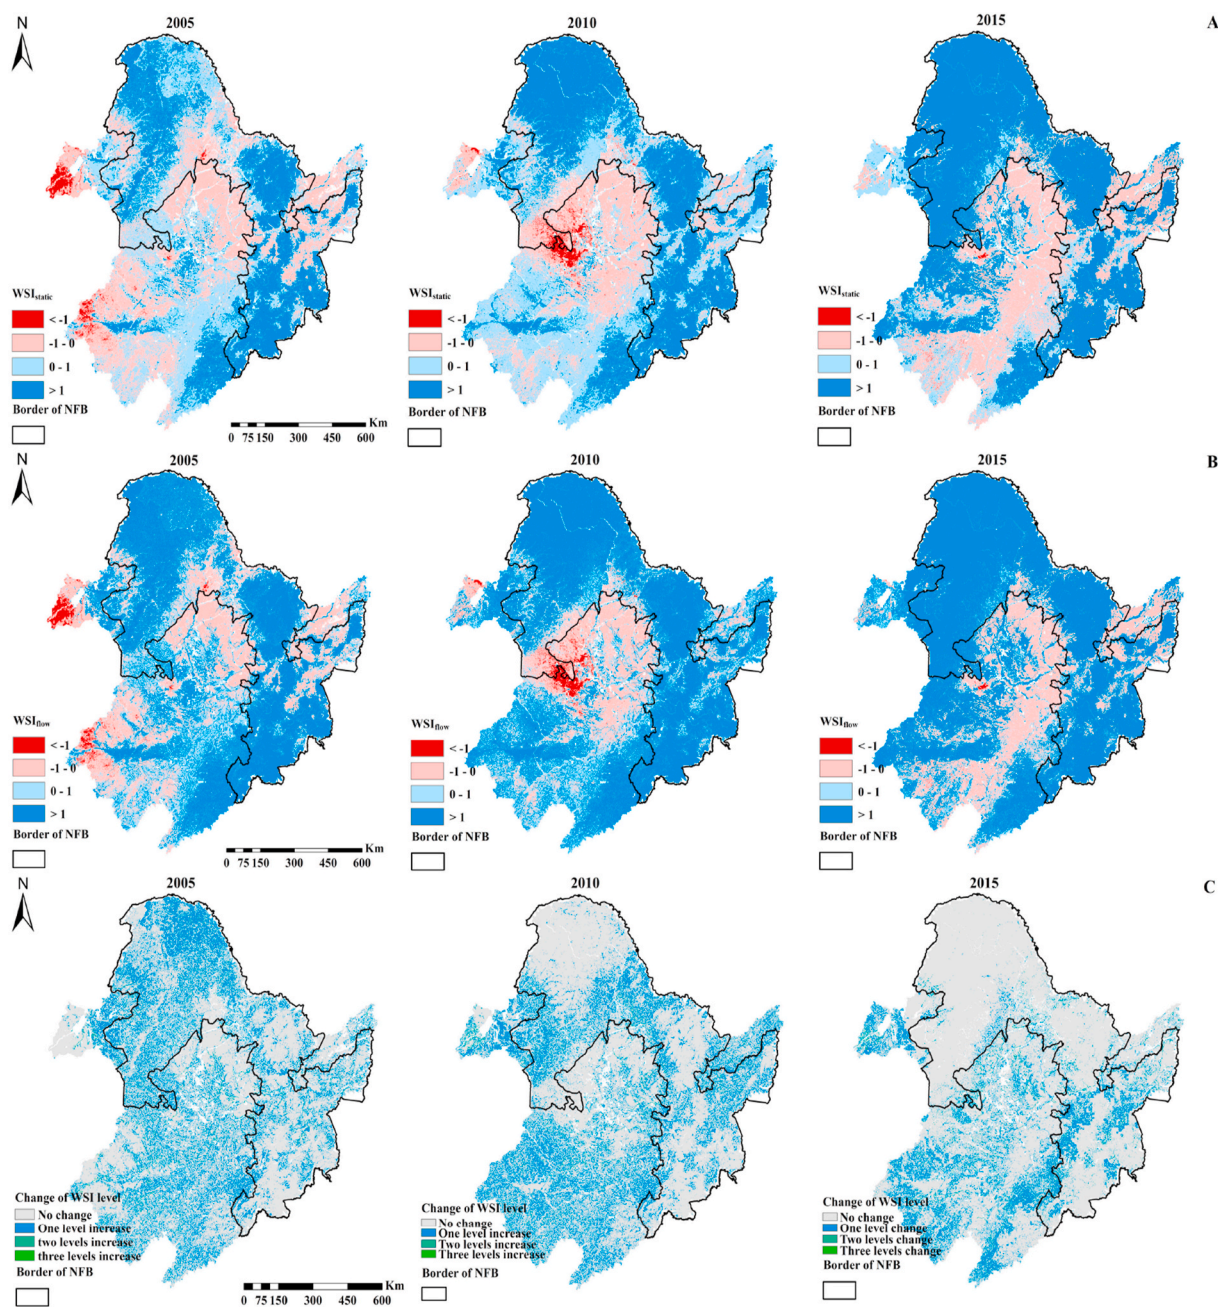 2005
2010
2015
A
N
WSIstatic
< -1
-1 - 0
0 - 1
> 1
Border of NFB
Km
0 75 150 300 450 600
WSIstatic
< -1
-1 - 0
0 - 1
> 1
Border of NFB
WSIstatic
< -1
-1 - 0
0 - 1
> 1
Border of NFB
2005
2010
2015
B
N
WSIflow
< -1
-1 - 0
0 - 1
> 1
Border of NFB
Km
0 75 150 300 450 600
WSIflow
< -1
-1 - 0
0 - 1
> 1
Border of NFB
WSIflow
< -1
-1 - 0
0 - 1
> 1
Border of NFB
2005
2010
2015
C
N
Change of WSI level
No change
One level increase
two levels increase
three levels increase
Border of NFB
Km
0 75 150 300 450 600
Change of WSI level
No change
One level increase
Two levels increase
Three levels increase
Border of NFB
Change of WSI level
No change
One level change
Two levels change
Three levels change
Border of NFB